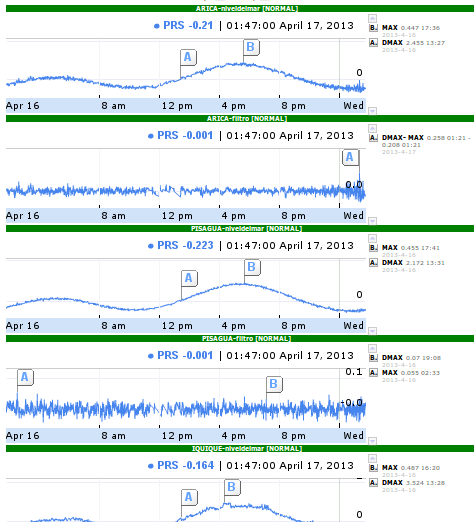 ARICA-niveldelmar [NORMAL]
PRS -0.21 | 01:47:00 April 17, 2013
A
B
0
Apr 16 8 am 12 pm 4 pm 8 pm Wed
B. MAX 0.447 17:36
2013-4-16
A. DMAX 2.455 13:27
2013-4-16
ARICA-filtro [NORMAL]
PRS -0.001 | 01:47:00 April 17, 2013
A
0.0
Apr 16 8 am 12 pm 4 pm 8 pm Wed
A. DMAX- MAX 0.258 01:21 -
0.208 01:21
2013-4-17
PISAGUA-niveldelmar [NORMAL]
PRS -0.223 | 01:47:00 April 17, 2013
A
B
0
Apr 16 8 am 12 pm 4 pm 8 pm Wed
B. MAX 0.455 17:41
2013-4-16
A. DMAX 2.172 13:31
2013-4-16
PISAGUA-filtro [NORMAL]
PRS -0.001 | 01:47:00 April 17, 2013
A
B
0.1
+0.0
Apr 16 8 am 12 pm 4 pm 8 pm Wed
B. DMAX 0.07 19:08
2013-4-16
A. MAX 0.055 02:33
2013-4-16
IQUIQUE-niveldelmar [NORMAL]
PRS -0.164 | 01:47:00 April 17, 2013
A
B
0
B. MAX 0.487 16:20
2013-4-16
A. DMAX 3.524 13:28
2013-4-16